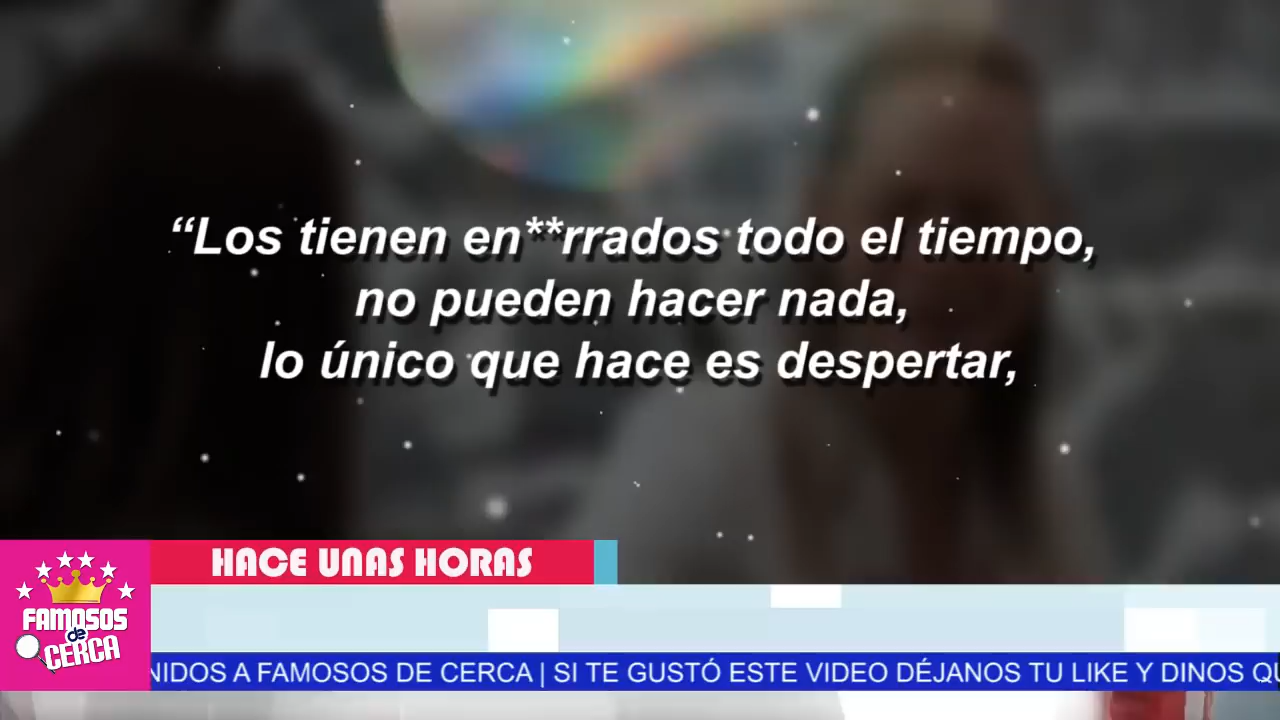 “Los tienen en**rrados todo el tiempo,
no pueden hacer nada,
lo único que hace es despertar,
HACE UNAS HORAS
FAMOSOS
de
CERCA
NIDOS A FAMOSOS DE CERCA | SI TE GUSTÓ ESTE VIDEO DÉJANOS TU LIKE Y DINOS QU